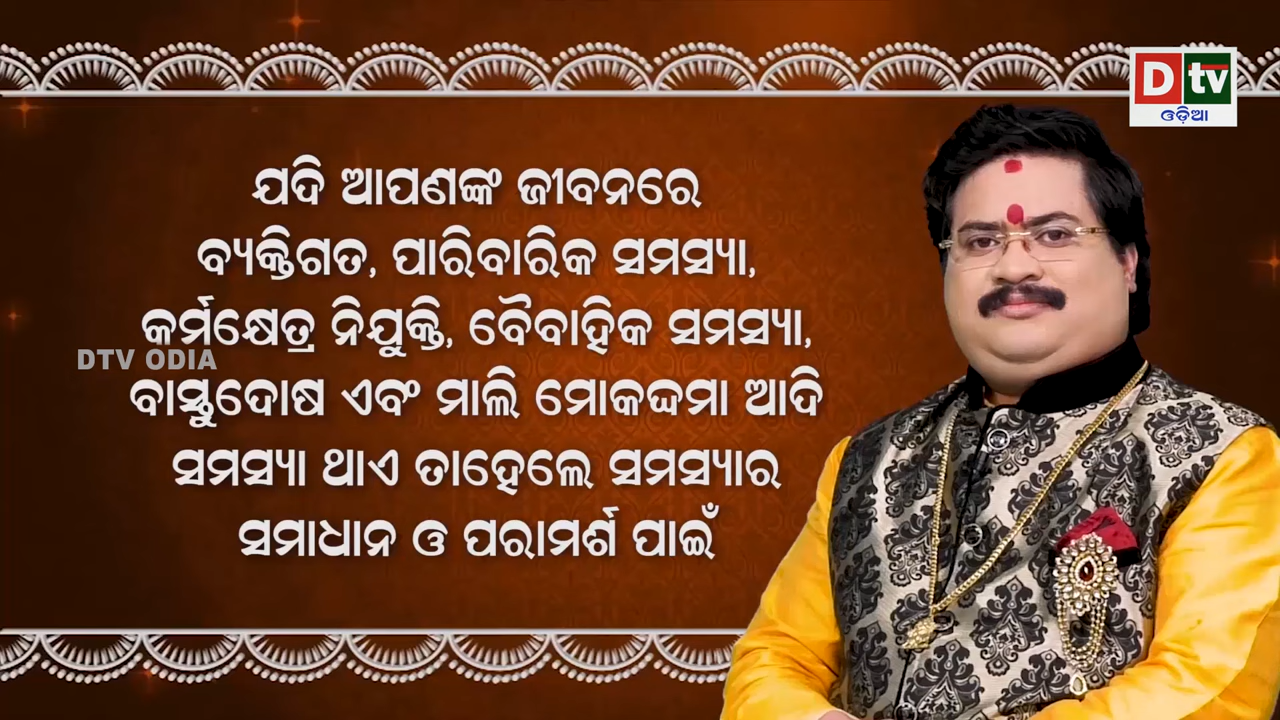 D tv
ଓଡ଼ିଆ
ଯଦି ଆପଣଙ୍କ ଜୀବନରେ
ବ୍ୟକ୍ତିଗତ, ପାରିବାରିକ ସମସ୍ୟା,
କର୍ମକ୍ଷେତ୍ର ନିଯୁକ୍ତି, ବୈବାହିକ ସମସ୍ୟା,
DTV ODIA
ବାସ୍ତୁଦୋଷ ଏବଂ ମାଲି ମୋକଦ୍ଦମା ଆଦି
ସମସ୍ୟା ଥାଏ ତାହେଲେ ସମସ୍ୟାର
ସମାଧାନ ଓ ପରାମର୍ଶ ପାଇଁ